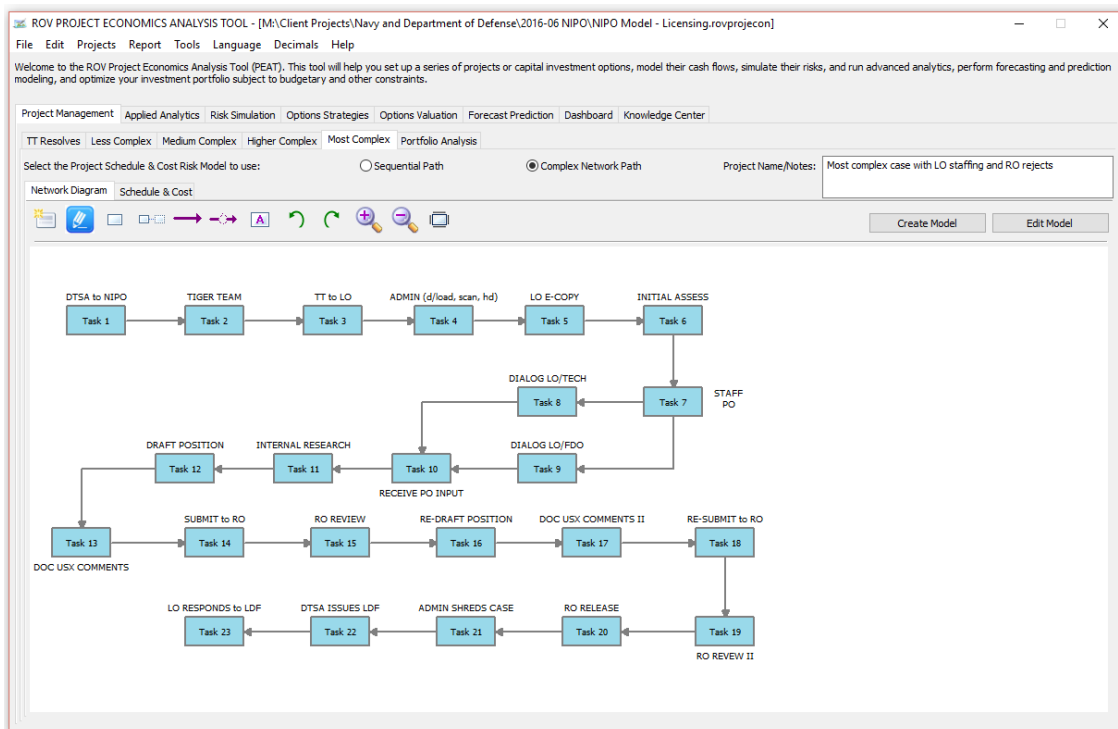 ROV PROJECT ECONOMICS ANALYSIS TOOL - [M:\Client Projects\Navy and Department of Defense\2016-06 NIPO\NIPO Model - Licensing.rovprojecon]
File Edit Projects Report Tools Language Decimals Help
Welcome to the ROV Project Economics Analysis Tool (PEAT). This tool will help you set up a series of projects or capital investment options, model their cash flows, simulate their risks, and run advanced analytics, perform forecasting and prediction
modeling, and optimize your investment portfolio subject to budgetary and other constraints.
Project Management Applied Analytics Risk Simulation Options Strategies Options Valuation Forecast Prediction Dashboard Knowledge Center
TT Resolves Less Complex Medium Complex Higher Complex Most Complex Portfolio Analysis
Select the Project Schedule & Cost Risk Model to use: Sequential Path Complex Network Path Project Name/Notes: Most complex case with LO staffing and RO rejects
Network Diagram Schedule & Cost
A
Create Model Edit Model
DTSA to NIPO TIGER TEAM TT to LO ADMIN (d/load, scan, hd) LO E-COPY INITIAL ASSESS
Task 1 Task 2 Task 3 Task 4 Task 5 Task 6
DIALOG LO/TECH
Task 8 Task 7 STAFF
PO
DRAFT POSITION INTERNAL RESEARCH DIALOG LO/FDO
Task 12 Task 11 Task 10 Task 9
RECEIVE PO INPUT
SUBMIT to RO RO REVIEW RE-DRAFT POSITION DOC USX COMMENTS II RE-SUBMIT to RO
Task 13 Task 14 Task 15 Task 16 Task 17 Task 18
DOC USX COMMENTS
LO RESPONDS to LDF DTSA ISSUES LDF ADMIN SHREDS CASE RO RELEASE
Task 23 Task 22 Task 21 Task 20 Task 19
RO REVEW II